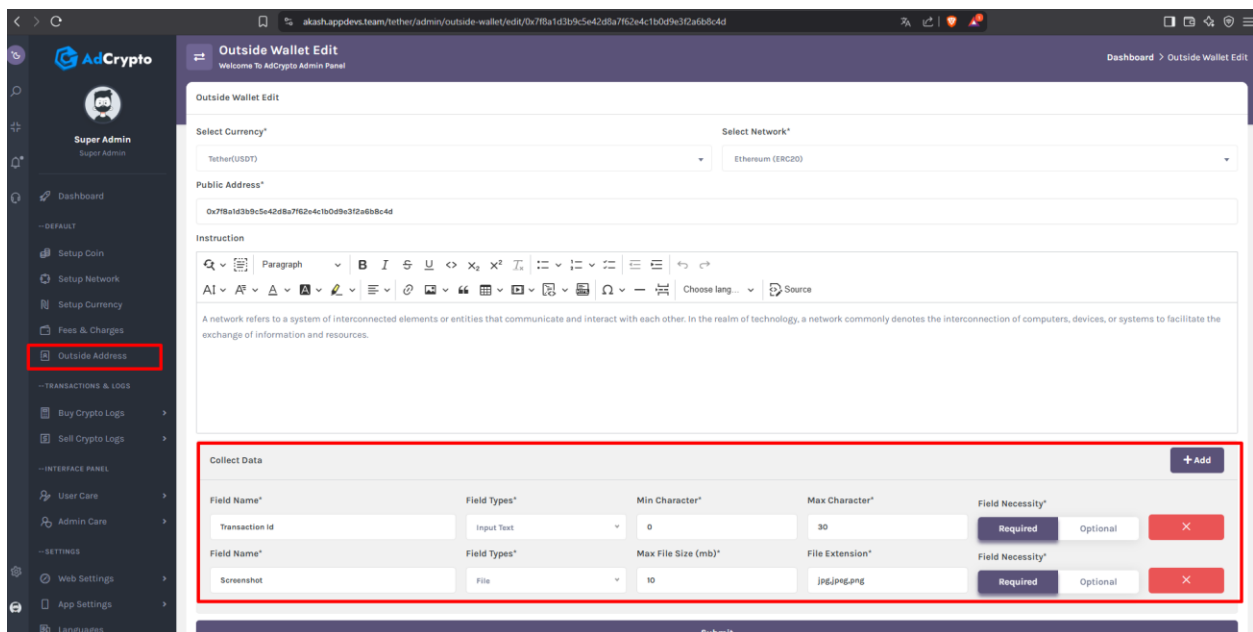 akash.appdevs.team/tether/admin/outside-wallet/edit/0x7f8a1d3b9c5e42d8a7f62e4c1b0d9e3f2a6b8c4d
AdCrypto
Outside Wallet Edit
Welcome To AdCrypto Admin Panel
Dashboard > Outside Wallet Edit
Super Admin
Super Admin
Dashboard
--DEFAULT
Setup Coin
Setup Network
Setup Currency
Fees & Charges
Outside Address
--TRANSACTIONS & LOGS
Buy Crypto Logs
Sell Crypto Logs
--INTERFACE PANEL
User Care
Admin Care
--SETTINGS
Web Settings
App Settings
Languages
Outside Wallet Edit
Select Currency*
Select Network*
Tether(USDT)
Ethereum (ERC20)
Public Address*
0x7f8a1d3b9c5e42d8a7f62e4c1b0d9e3f2a6b8c4d
Instruction
Paragraph
Choose lang...
Source
A network refers to a system of interconnected elements or entities that communicate and interact with each other. In the realm of technology, a network commonly denotes the interconnection of computers, devices, or systems to facilitate the
exchange of information and resources.
Collect Data
+ Add
Field Name*
Field Types*
Min Character*
Max Character*
Field Necessity*
Transaction Id
Input Text
0
30
Required
Optional
Field Name*
Field Types*
Max File Size (mb)*
File Extension*
Field Necessity*
Screenshot
File
10
jpg,jpeg,png
Required
Optional
Submit